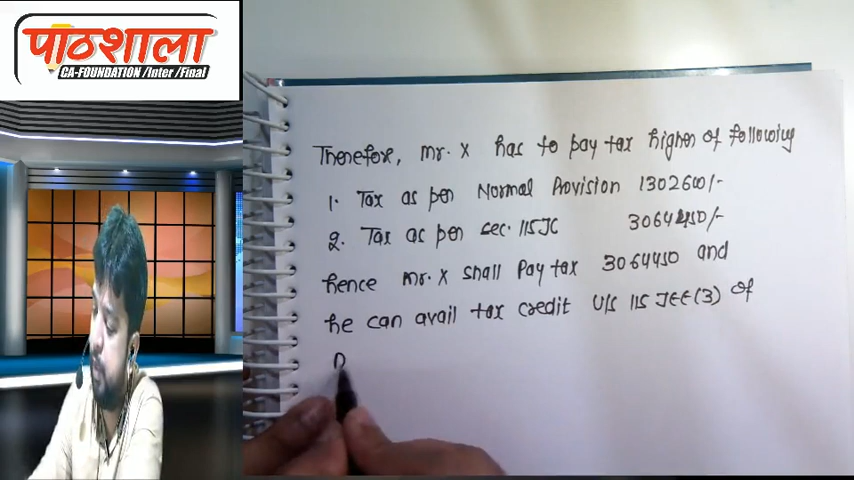 पाठशाला
CA-FOUNDATION /Inter /Final
Therefore, Mr. X has to pay tax higher of following
1. Tax as per Normal Provision 1302600/-
2. Tax as per sec. 115JC 3064450/-
hence Mr. X shall Pay tax 3064450 and
he can avail tax credit U/s 115 JEE(3) of